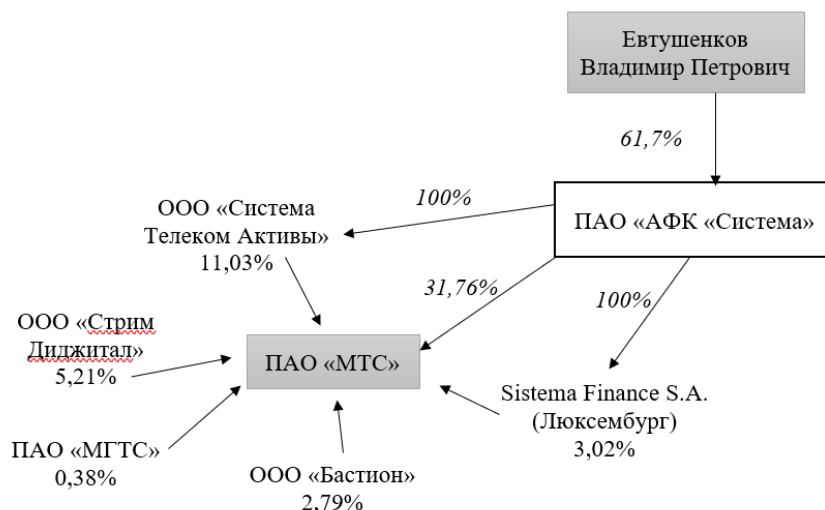 Евтушенков
Владимир Петрович
61,7%
ПАО «АФК «Система»
100%
ООО «Система
Телеком Активы»
11,03%
31,76%
100%
ООО «Стрим
Диджитал»
5,21%
ПАО «МТС»
Sistema Finance S.A.
(Люксембург)
3,02%
ПАО «МГТС»
0,38%
ООО «Бастион»
2,79%